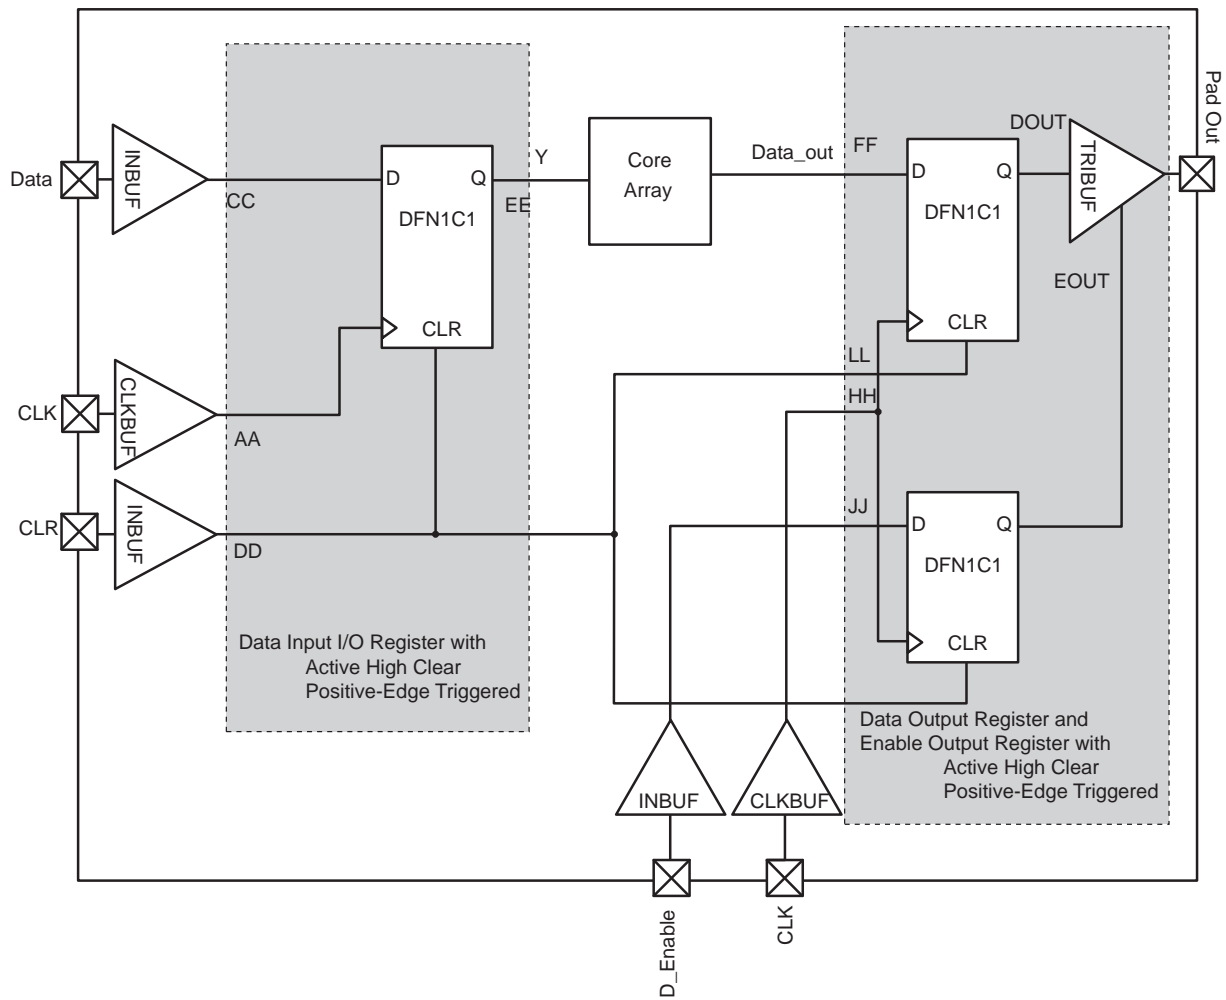 Data
INBUF
CC
D
Q
DFN1C1
CLR
Y
EE
Core
Array
Data_out
FF
D
Q
DFN1C1
CLR
DOUT
TRIBUF
Pad Out
EOUT
CLK
CLKBUF
AA
LL
HH
CLR
INBUF
DD
JJ
D
Q
DFN1C1
CLR
Data Input I/O Register with
Active High Clear
Positive-Edge Triggered
Data Output Register and
Enable Output Register with
Active High Clear
Positive-Edge Triggered
INBUF
CLKBUF
D_Enable
CLK